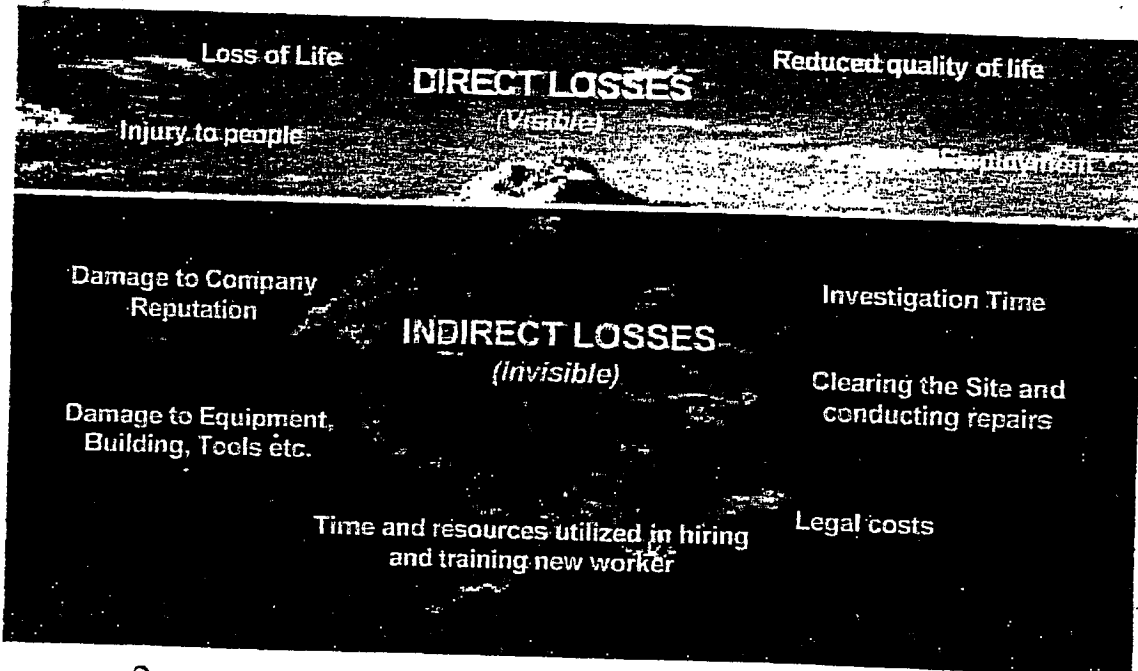 Loss of Life
DIRECT LOSSES
(Visible)
Reduced quality of life
Injury to people
Damage to Company
Reputation
INDIRECT LOSSES
(invisible)
Investigation Time
Damage to Equipment,
Building, Tools etc.
Clearing the Site and
conducting repairs
Time and resources utilized in hiring
and training new worker
Legal costs